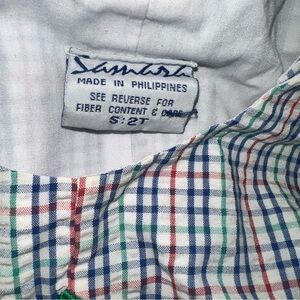 Samara
MADE IN PHILIPPINES
SEE REVERSE FOR
FIBER CONTENT & CARE
S:2T